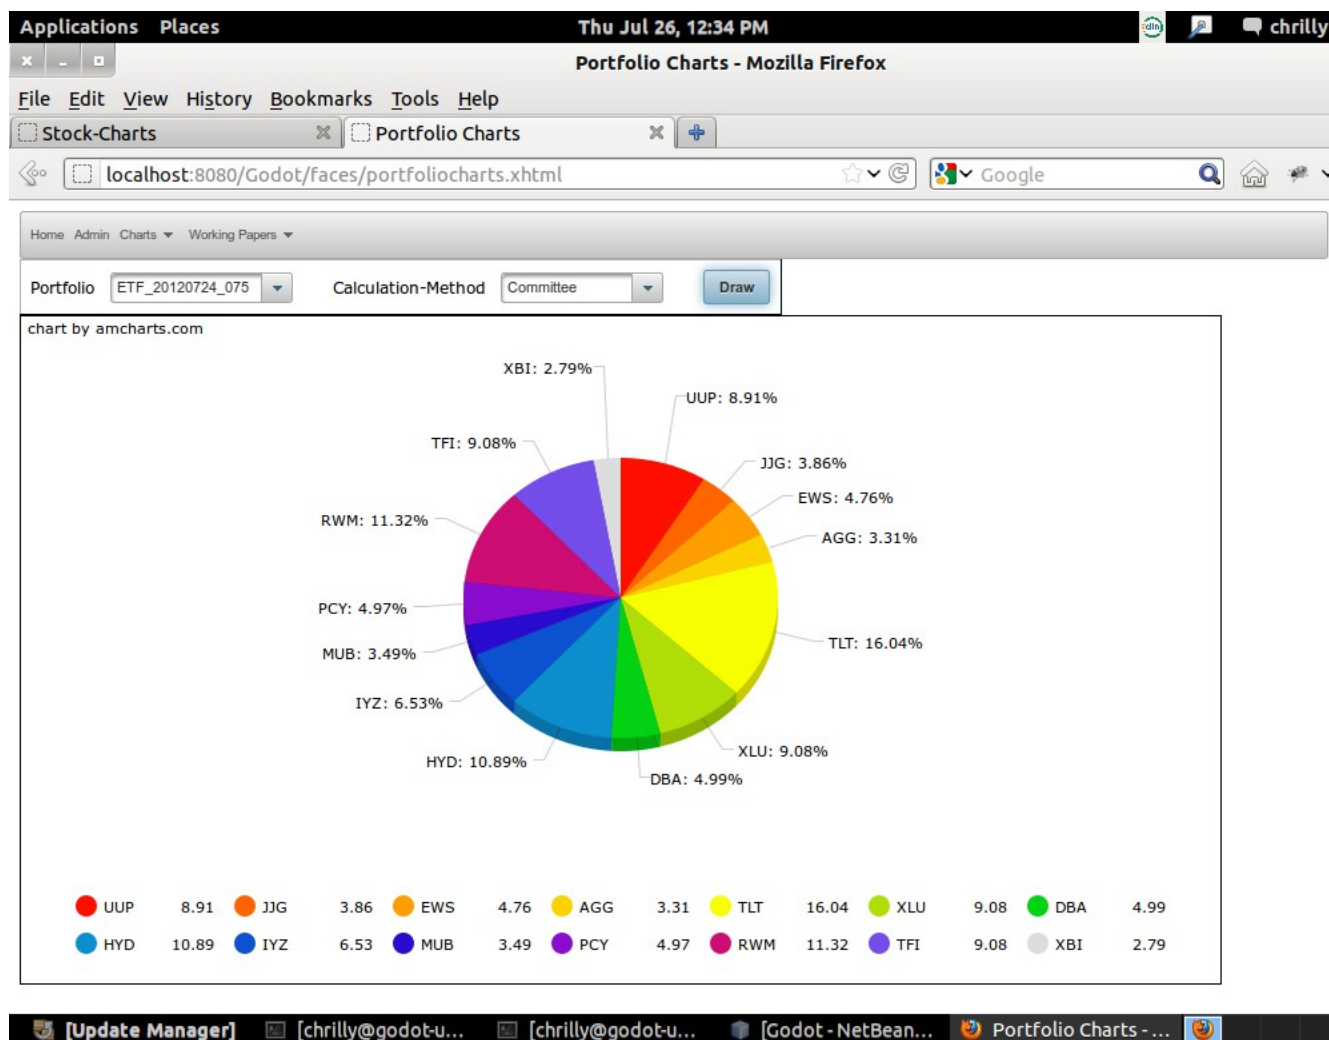 Applications Places Thu Jul 26, 12:34 PM dln chrilly
Portfolio Charts - Mozilla Firefox
File Edit View History Bookmarks Tools Help
Stock-Charts Portfolio Charts
localhost:8080/Godot/faces/portfoliocharts.xhtml Google
Home Admin Charts Working Papers
Portfolio ETF_20120724_075 Calculation-Method Committee Draw
chart by amcharts.com
XBI: 2.79%
UUP: 8.91%
TFI: 9.08%
JJG: 3.86%
EWS: 4.76%
RWM: 11.32%
AGG: 3.31%
PCY: 4.97%
TLT: 16.04%
MUB: 3.49%
IYZ: 6.53%
XLU: 9.08%
HYD: 10.89%
DBA: 4.99%
UUP 8.91 JJG 3.86 EWS 4.76 AGG 3.31 TLT 16.04 XLU 9.08 DBA 4.99
HYD 10.89 IYZ 6.53 MUB 3.49 PCY 4.97 RWM 11.32 TFI 9.08 XBI 2.79
[Update Manager] [chrilly@godot-u... [chrilly@godot-u... [Godot - NetBean... Portfolio Charts - ...